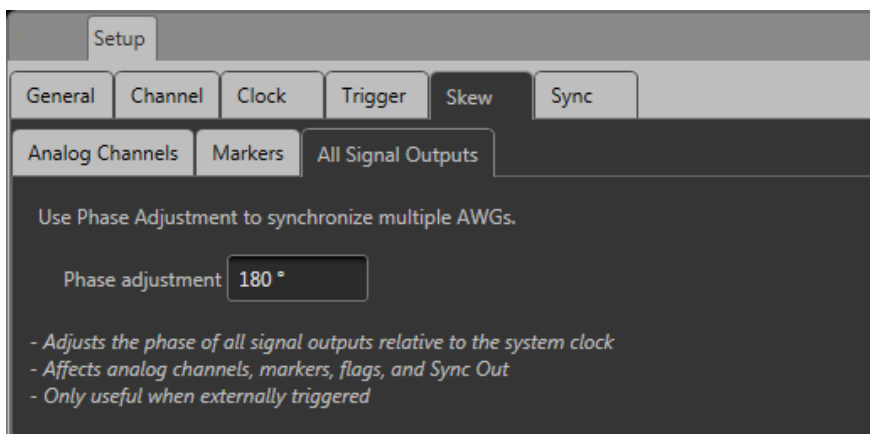 Setup
General Channel Clock Trigger Skew Sync
Analog Channels Markers All Signal Outputs
Use Phase Adjustment to synchronize multiple AWGs.
Phase adjustment 180 °
- Adjusts the phase of all signal outputs relative to the system clock
- Affects analog channels, markers, flags, and Sync Out
- Only useful when externally triggered